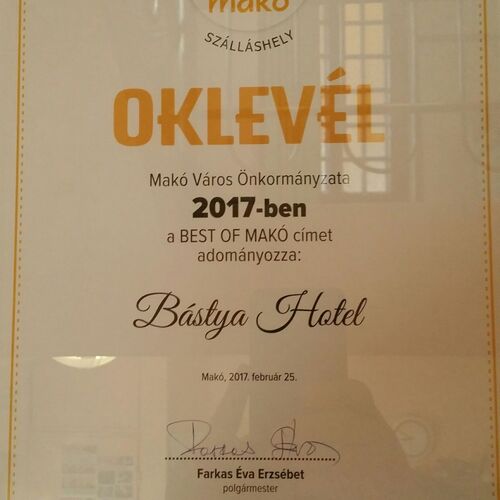 Makó
SZÁLLÁSHELY
OKLEVÉL
Makó Város Önkormányzata
2017-ben
a BEST OF MAKÓ címet
adományozza:
Bástya Hotel
Makó, 2017. február 25.
Farkas Éva Erzsébet
polgármester